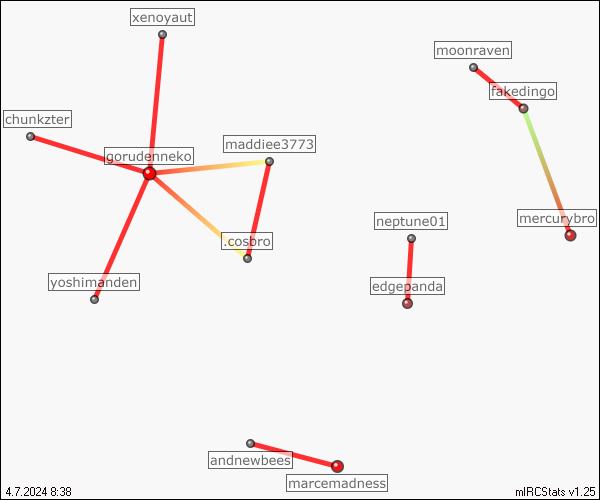 xenoyaut
moonraven
fakedingo
chunkzter
maddiee3773
gorudenneko
mercurybro
neptune01
.cosbro
yoshimanden
edgepanda
andnewbees
marcemadness
4.7.2024 8:38
mIRCStats v1.25